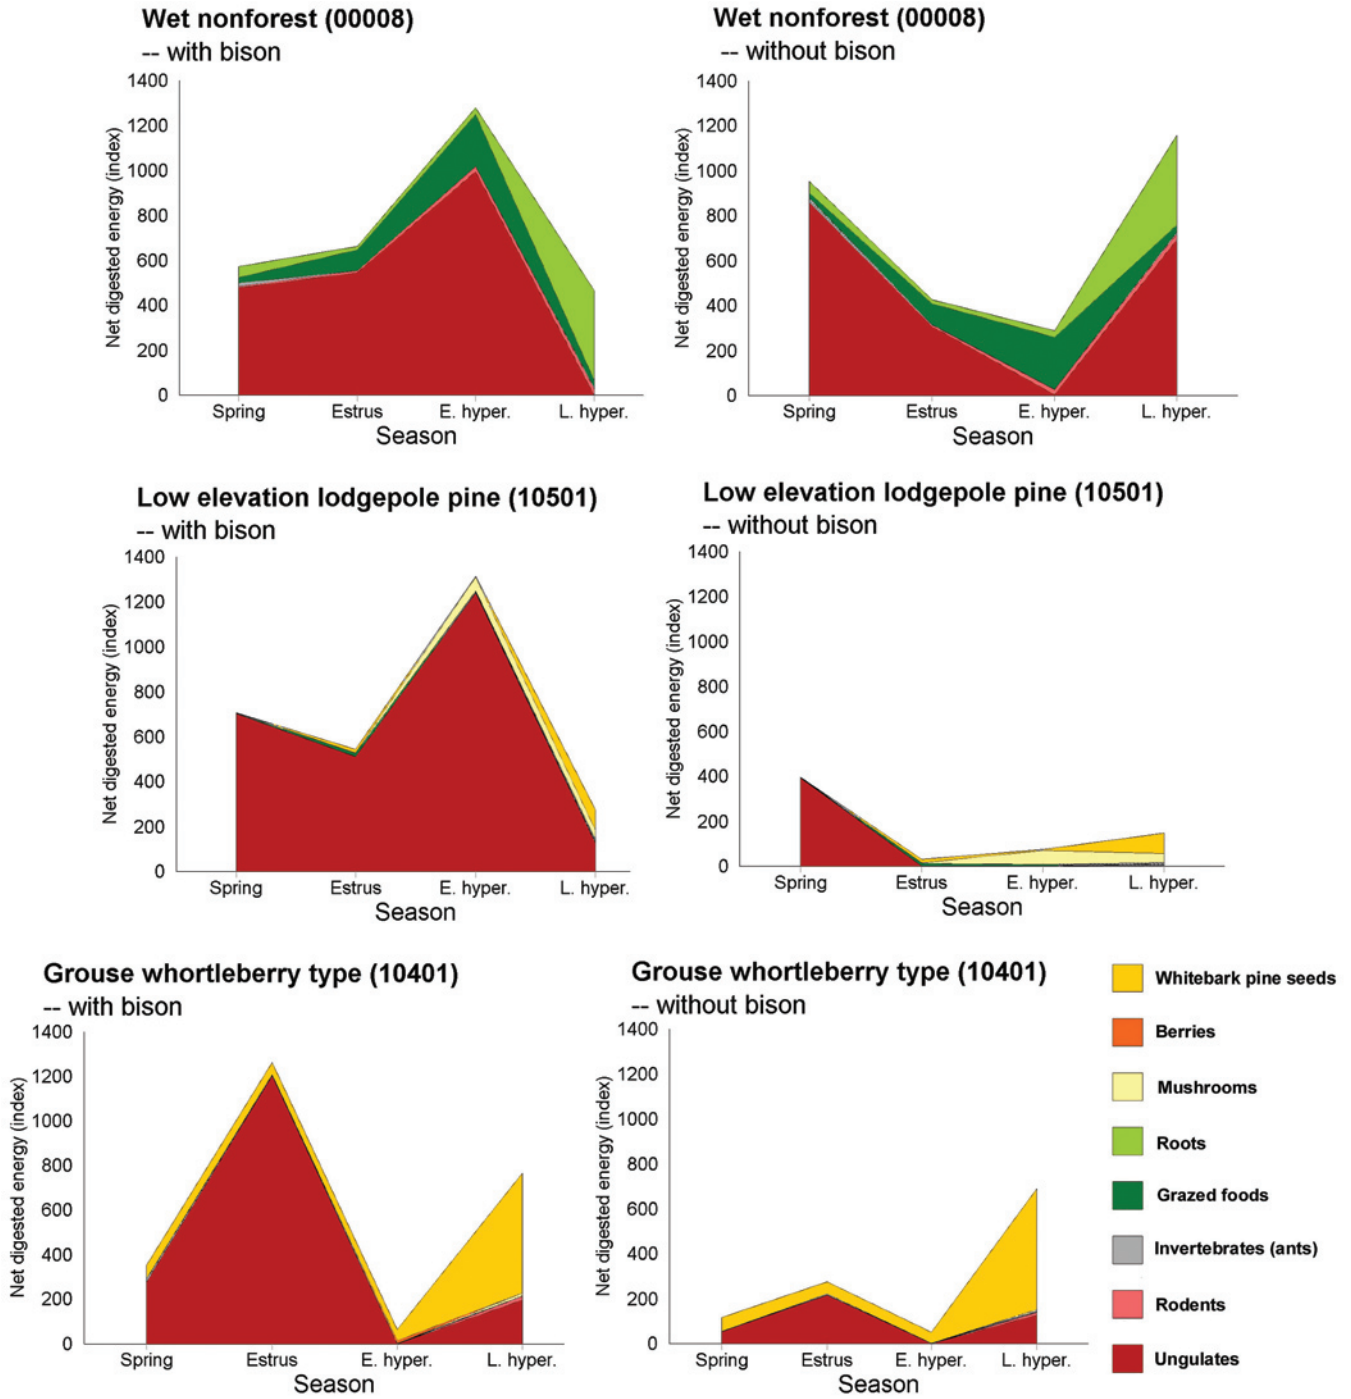 Wet nonforest (00008)
-- with bison
Net digested energy (index)
1400
1200
1000
800
600
400
200
0
Spring Estrus E. hyper. L. hyper.
Season
Wet nonforest (00008)
-- without bison
Net digested energy (index)
1400
1200
1000
800
600
400
200
0
Spring Estrus E. hyper. L. hyper.
Season
Low elevation lodgepole pine (10501)
-- with bison
Net digested energy (index)
1400
1200
1000
800
600
400
200
0
Spring Estrus E. hyper. L. hyper.
Season
Low elevation lodgepole pine (10501)
-- without bison
Net digested energy (index)
1400
1200
1000
800
600
400
200
0
Spring Estrus E. hyper. L. hyper.
Season
Grouse whortleberry type (10401)
-- with bison
Net digested energy (index)
1400
1200
1000
800
600
400
200
0
Spring Estrus E. hyper. L. hyper.
Season
Grouse whortleberry type (10401)
-- without bison
Net digested energy (index)
1400
1200
1000
800
600
400
200
0
Spring Estrus E. hyper. L. hyper.
Season
Whitebark pine seeds
Berries
Mushrooms
Roots
Grazed foods
Invertebrates (ants)
Rodents
Ungulates